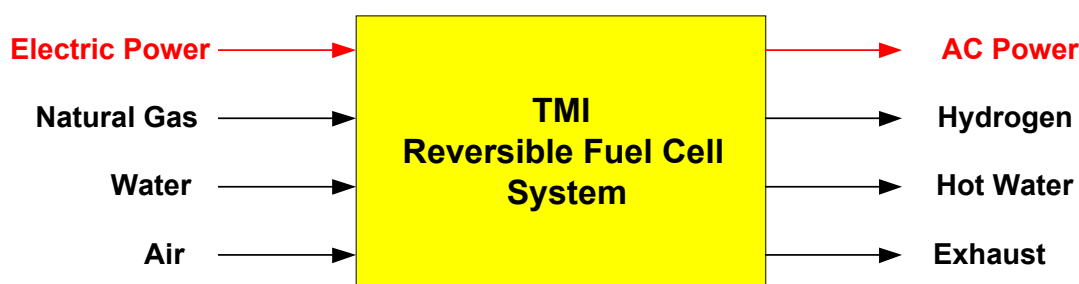 Electric Power
AC Power
Natural Gas
Hydrogen
TMI
Reversible Fuel Cell
System
Water
Hot Water
Air
Exhaust